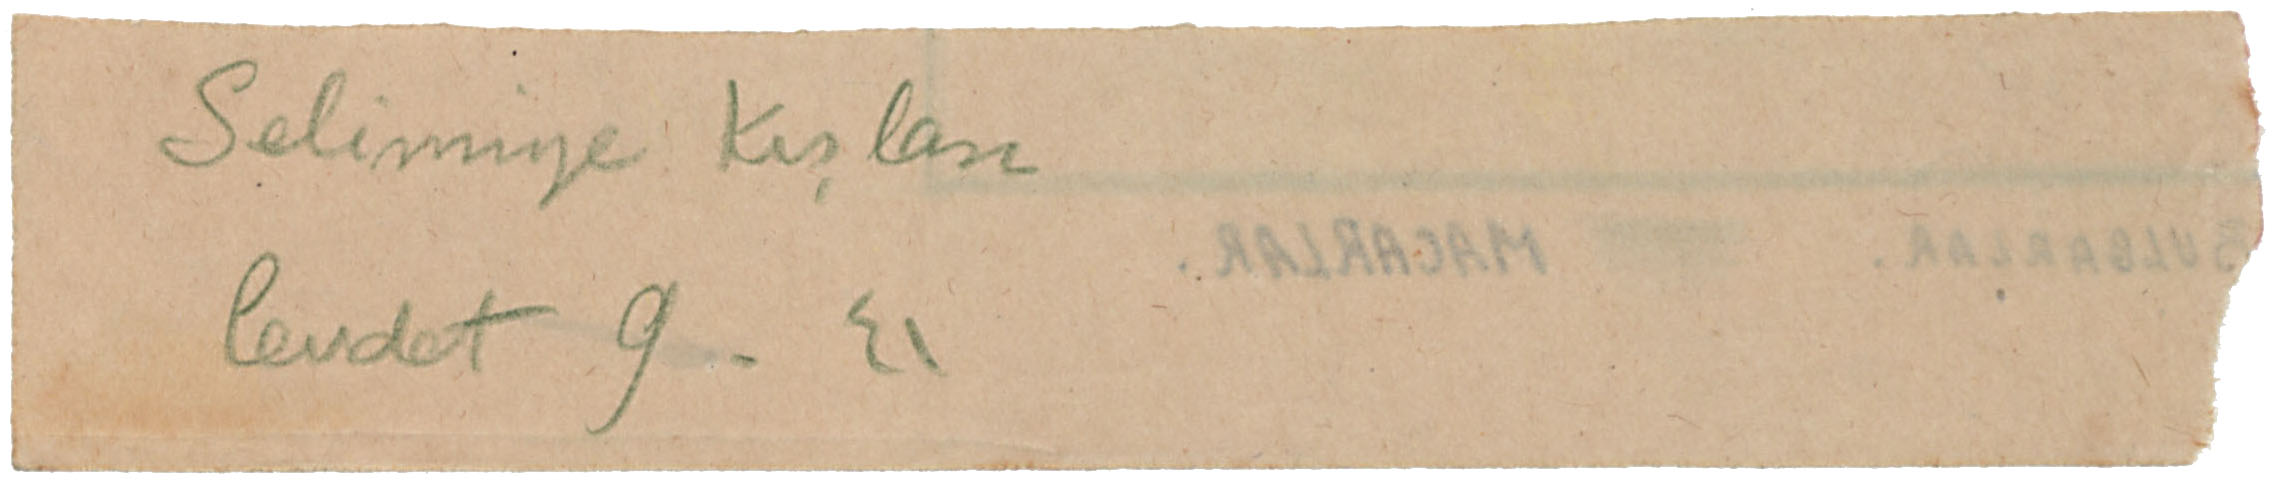 Selimiye Kışlası
Cevdet 9. ٤١
MACARLAR.
BULGARLAR.